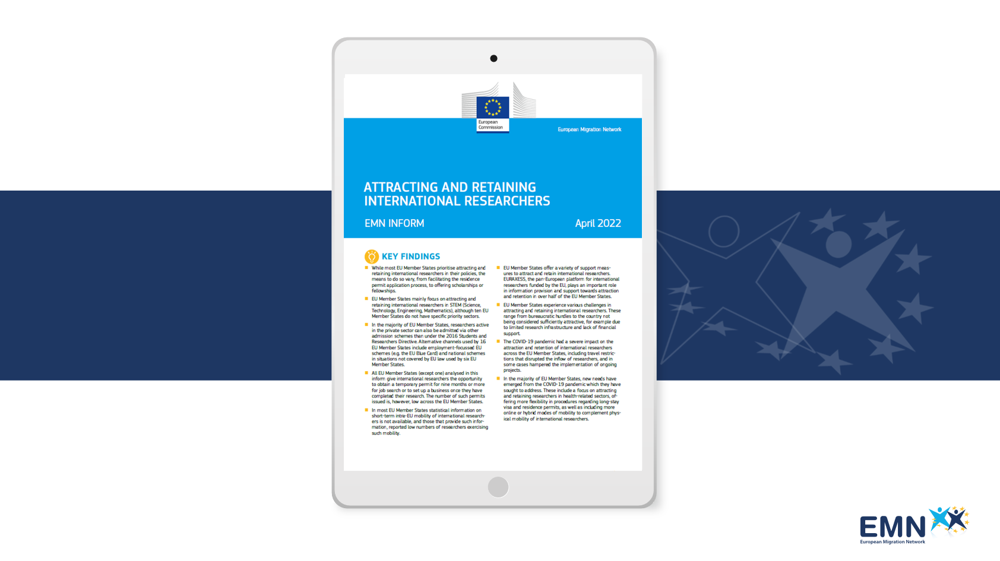 European
Commission
European Migration Network
ATTRACTING AND RETAINING
INTERNATIONAL RESEARCHERS
EMN INFORM
April 2022
KEY FINDINGS
While most EU Member States prioritise attracting and
retaining international researchers in their policies, the
means to do so vary, from facilitating the residence
permit application process, to offering scholarships or
fellowships.
EU Member States mainly focus on attracting and
retaining international researchers in STEM (Science,
Technology, Engineering, Mathematics), although ten EU
Member States do not have specific priority sectors.
In the majority of EU Member States, researchers active
in the private sector can also be admitted via other
admission schemes than under the 2016 Students and
Researchers Directive. Alternative channels used by 16
EU Member States include employment-focussed EU
schemes (e.g. the EU Blue Card) and national schemes
in situations not covered by EU law used by six EU
Member States.
All EU Member States (except one) analysed in this
inform give international researchers the opportunity
to obtain a temporary permit for nine months or more
for job search or to set up a business once they have
completed their research. The number of such permits
issued is, however, low across the EU Member States.
In most EU Member States statistical information on
short-term intra-EU mobility of international research-
ers is not available, and those that provide such infor-
mation, reported low numbers of researchers exercising
such mobility.
EU Member States offer a variety of support meas-
ures to attract and retain international researchers.
EURAXESS, the pan-European platform for international
researchers funded by the EU, plays an important role
in information provision and support towards attraction
and retention in over half of the EU Member States.
EU Member States experience various challenges in
attracting and retaining international researchers. These
range from bureaucratic hurdles to the country not
being considered sufficiently attractive, for example due
to limited research infrastructure and lack of financial
support.
The COVID-19 pandemic had a severe impact on the
attraction and retention of international researchers
across the EU Member States, including travel restric-
tions that disrupted the inflow of researchers, and in
some cases hampered the implementation of ongoing
projects.
In the majority of EU Member States, new needs have
emerged from the COVID-19 pandemic which they have
sought to address. These include a focus on attracting
and retaining researchers in health-related sectors, of-
fering more flexibility in procedures regarding long-stay
visa and residence permits, as well as including more
online or hybrid modes of mobility to complement phys-
ical mobility of international researchers.
EMN
European Migration Network